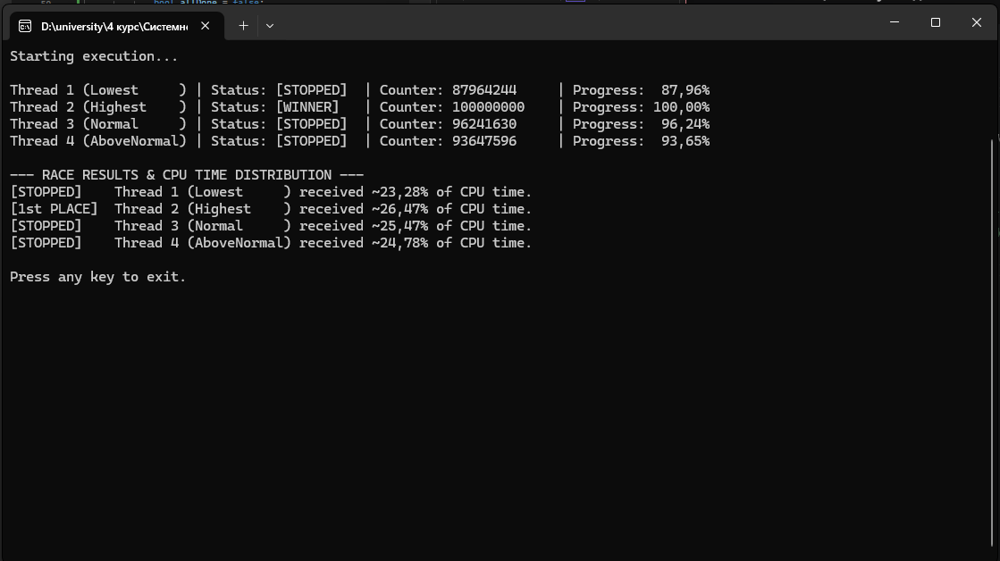 bool allDone = false;
D:\university\4 курс\Системн
Starting execution...
Thread 1 (Lowest     ) | Status: [STOPPED]  | Counter: 87964244     | Progress:  87,96%
Thread 2 (Highest    ) | Status: [WINNER]   | Counter: 100000000    | Progress: 100,00%
Thread 3 (Normal     ) | Status: [STOPPED]  | Counter: 96241630     | Progress:  96,24%
Thread 4 (AboveNormal) | Status: [STOPPED]  | Counter: 93647596     | Progress:  93,65%
--- RACE RESULTS & CPU TIME DISTRIBUTION ---
[STOPPED]    Thread 1 (Lowest     ) received ~23,28% of CPU time.
[1st PLACE]  Thread 2 (Highest    ) received ~26,47% of CPU time.
[STOPPED]    Thread 3 (Normal     ) received ~25,47% of CPU time.
[STOPPED]    Thread 4 (AboveNormal) received ~24,78% of CPU time.
Press any key to exit.